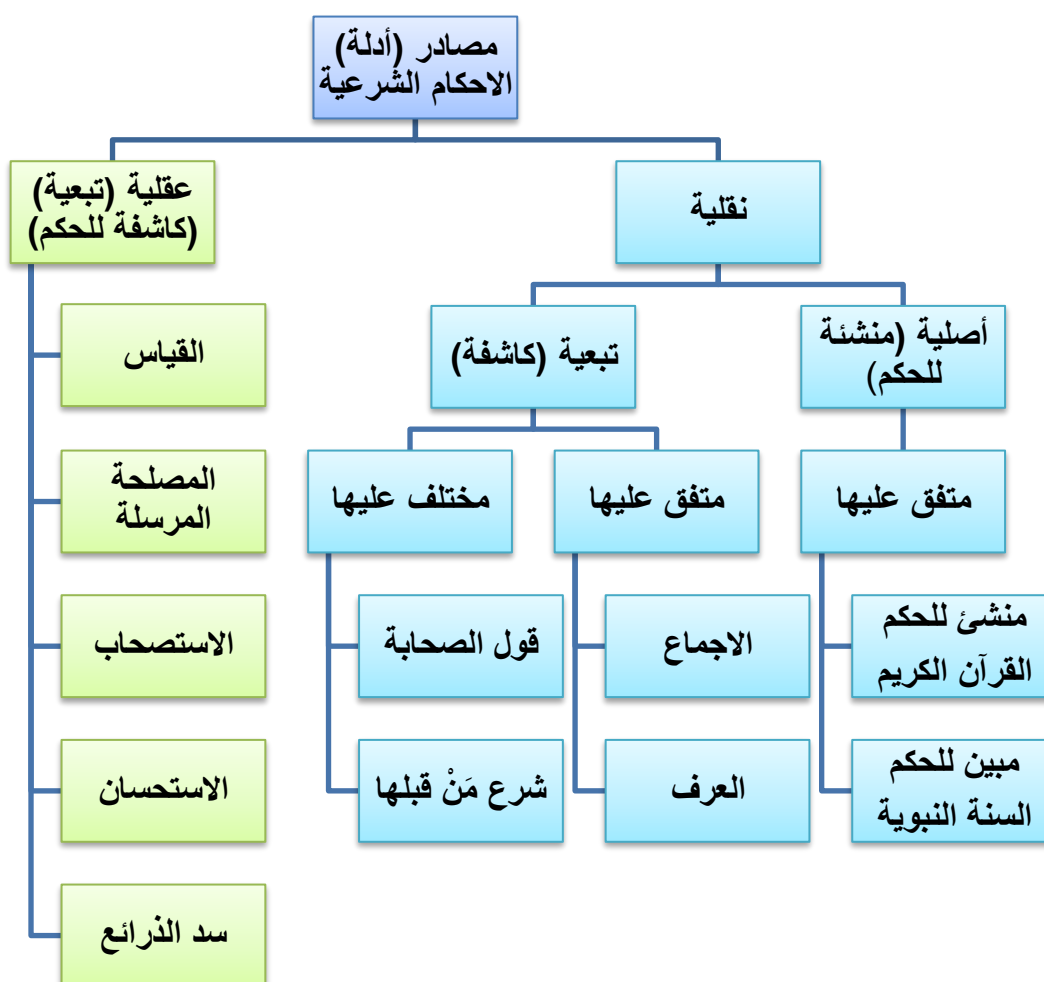 مصادر (أدلة)
الاحكام الشرعية
نقلية
عقلية (تبعية)
(كاشفة للحكم)
أصلية (منشئة
للحكم)
تبعية (كاشفة)
القياس
متفق عليها
متفق عليها
مختلف عليها
المصلحة
المرسلة
منشئ للحكم
القرآن الكريم
الاجماع
قول الصحابة
الاستصحاب
مبين للحكم
السنة النبوية
العرف
شرع مَنْ قبلها
الاستحسان
سد الذرائع